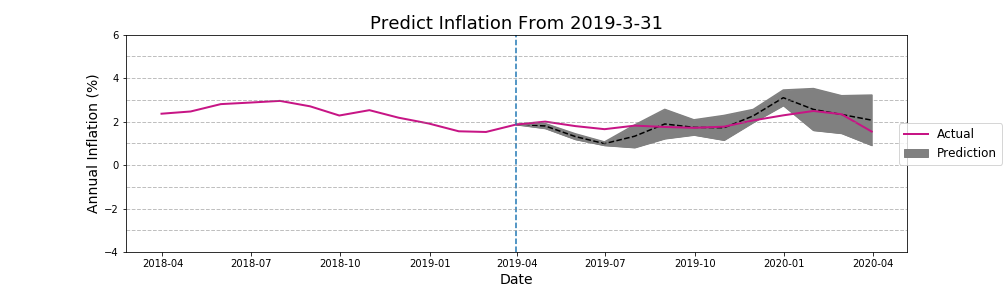 Predict Inflation From 2019-3-31
Annual Inflation (%)
6
4
2
0
−2
−4
Actual
Prediction
2018-04 2018-07 2018-10 2019-01 2019-04 2019-07 2019-10 2020-01 2020-04
Date